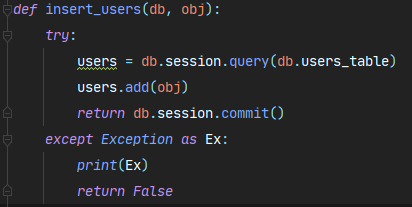 def insert_users(db, obj):
    try:
        users = db.session.query(db.users_table)
        users.add(obj)
        return db.session.commit()
    except Exception as Ex:
        print(Ex)
        return False